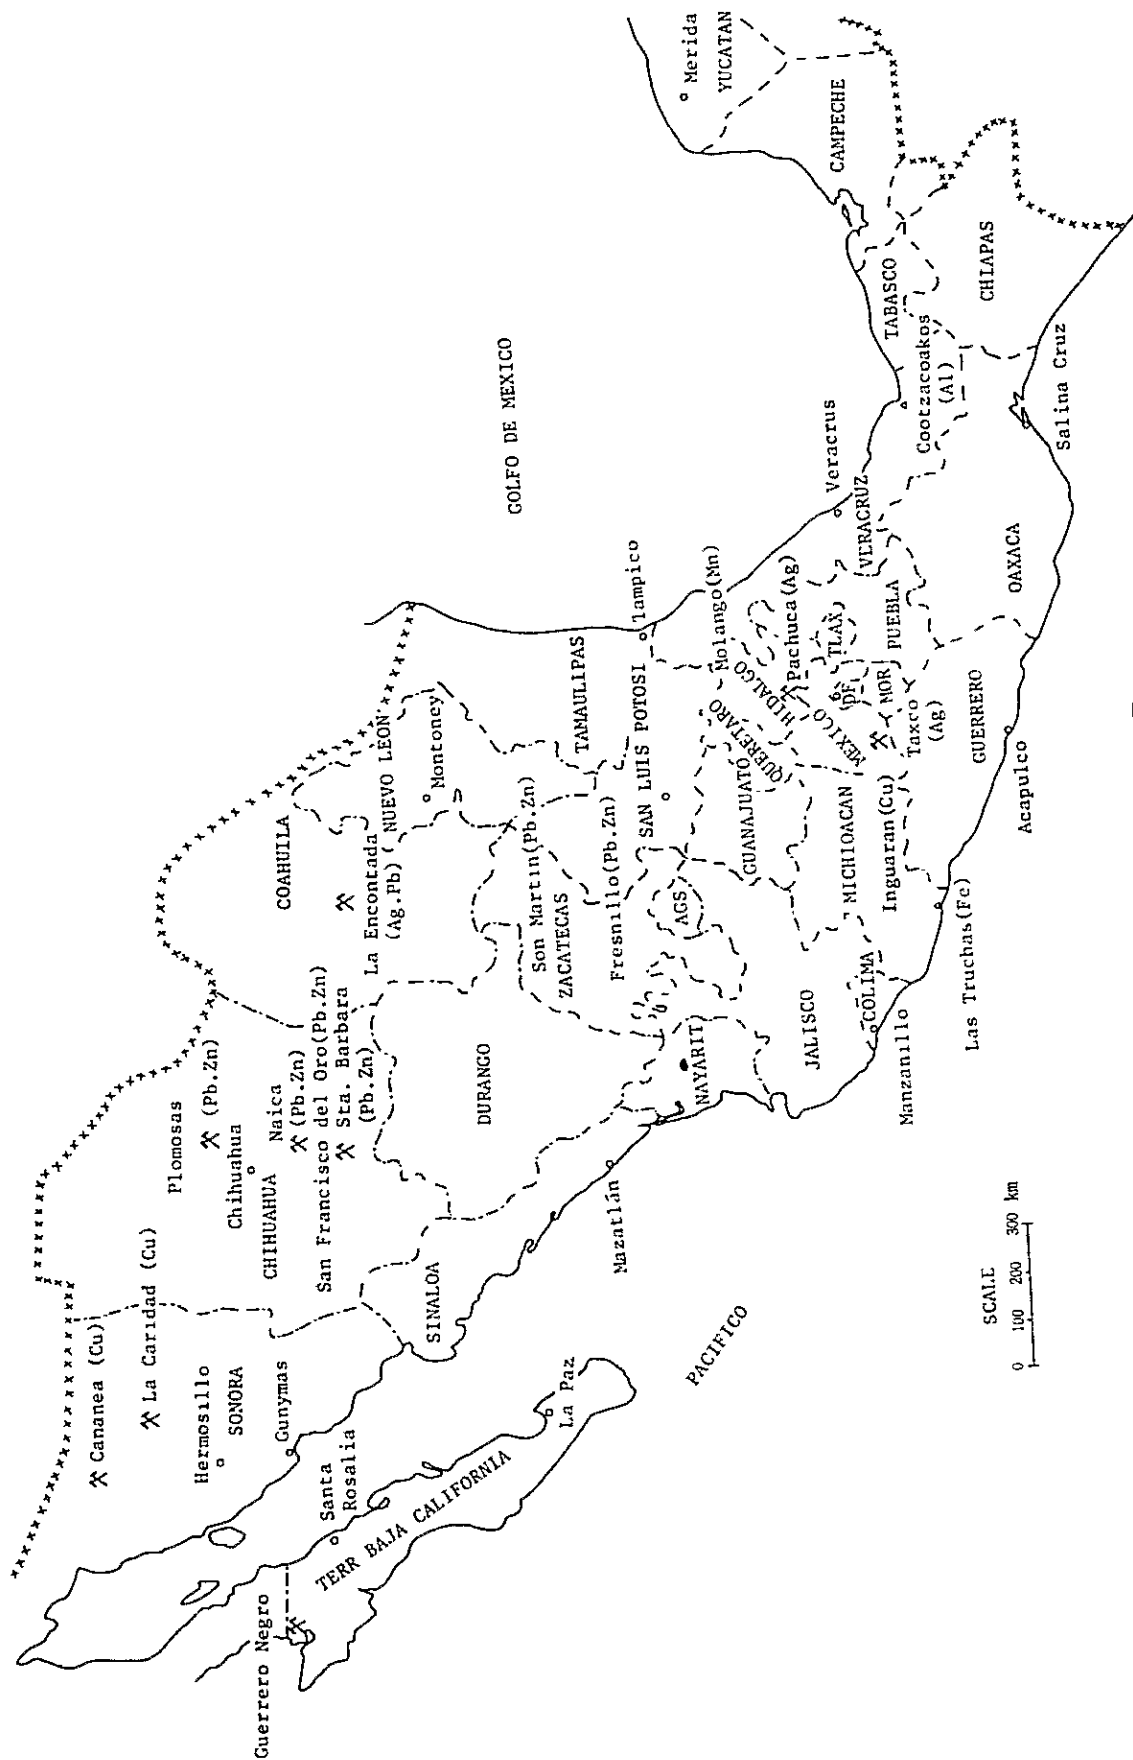 Guerrero Negro
Cananea (Cu)
La Caridad (Cu)
Hermosillo
SONORA
Gunymas
Santa
Rosalia
TERR BAJA CALIFORNIA
La Paz
PACIFICO
SINALOA
Mazatlán
Plomosas
(Pb.Zn)
Chihuahua
CHIHUAHUA
Naica
(Pb.Zn)
San Francisco del Oro(Pb.Zn)
Sta. Barbara
(Pb.Zn)
DURANGO
COAHUILA
La Encontada
(Ag.Pb)
NUEVO LEON
Montoney
Son Martin(Pb.Zn)
ZACATECAS
Fresnillo(Pb.Zn)
TAMAULIPAS
SAN LUIS POTOSI
Tampico
GOLFO DE MEXICO
AGS
NAYARIT
JALISCO
COLIMA
Manzanillo
GUANAJUATO
QUERETARO
HIDALGO
Molango(Mn)
Pachuca(Ag)
MEXICO
DF
TLAX
MOR
PUEBLA
VERACRUZ
Veracrus
MICHIOACAN
Inguaran(Cu)
Las Truchas(Fe)
Taxco
(Ag)
GUERRERO
Acapulco
OAXACA
Salina Cruz
Cootzacoakos
(Al)
TABASCO
CHIAPAS
CAMPECHE
Merida
YUCATAN
SCALE
0 100 200 300 km